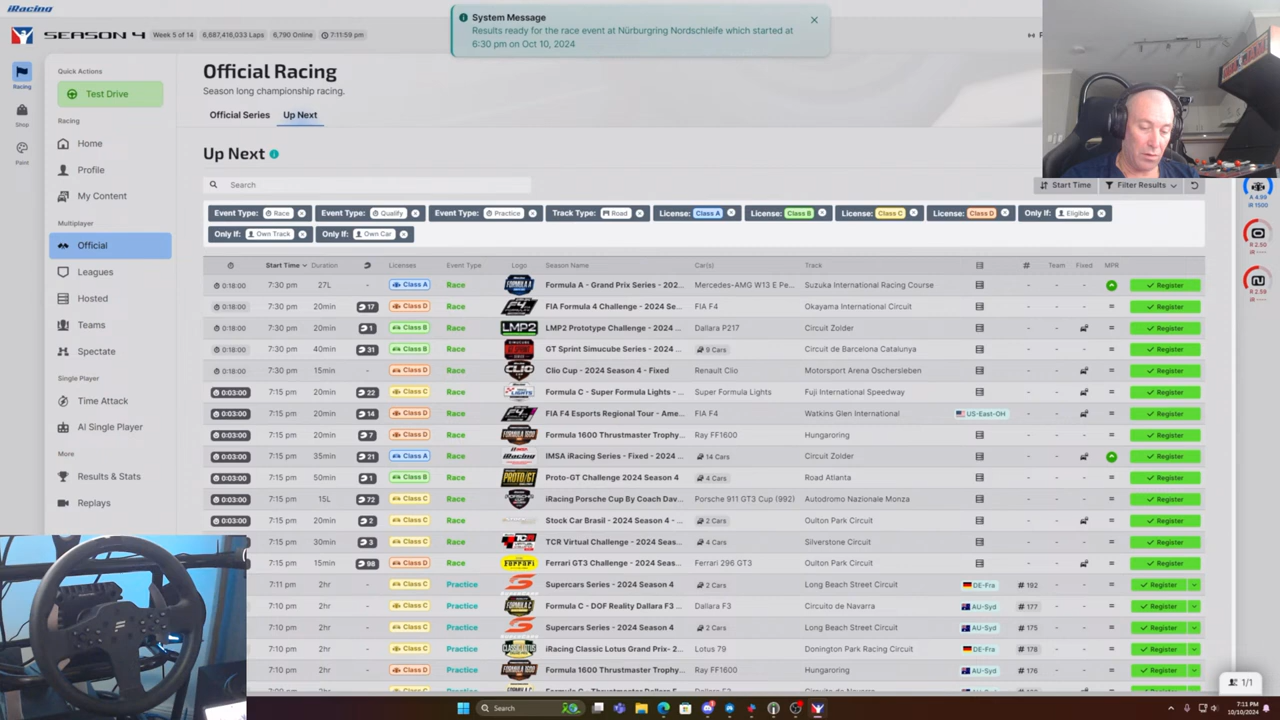 iRacing
SEASON 4 Week 5 of 14 6,687,416,033 Laps 6,790 Online 7:11:59 pm
System Message
Results ready for the race event at Nürburgring Nordschleife which started at
6:30 pm on Oct 10, 2024
Racing
Shop
Paint
Quick Actions
Test Drive
Racing
Home
Profile
My Content
Multiplayer
Official
Leagues
Hosted
Teams
Spectate
Single Player
Time Attack
AI Single Player
More
Results & Stats
Replays
Official Racing
Season long championship racing.
Official Series Up Next
Up Next
Search
Start Time Filter Results
Event Type: Race Event Type: Qualify Event Type: Practice Track Type: Road License: Class A License: Class B License: Class C License: Class D Only If: Eligible
Only If: Own Track Only If: Own Car
A 4.99
iR 1500
R 2.50
R 2.59
Start Time Duration Licenses Event Type Logo Season Name Car(s) Track # Team Fixed MPR
0:18:00 7:30 pm 27L - Class A Race Formula A - Grand Prix Series - 202... Mercedes-AMG W13 E Pe... Suzuka International Racing Course - - - Register
0:18:00 7:30 pm 20min 17 Class D Race F4 FIA Formula 4 Challenge - 2024 Se... FIA F4 Okayama International Circuit - - - = Register
0:18:00 7:30 pm 20min 1 Class B Race LMP2 LMP2 Prototype Challenge - 2024 ... Dallara P217 Circuit Zolder - - = Register
0:18:00 7:30 pm 40min 31 Class B Race GT Sprint Simucube Series - 2024 ... 9 Cars Circuit de Barcelona Catalunya - - - = Register
0:18:00 7:30 pm 15min - Class D Race CLIO Clio Cup - 2024 Season 4 - Fixed Renault Clio Motorsport Arena Oschersleben - - = Register
0:03:00 7:15 pm 20min 22 Class C Race Formula C - Super Formula Lights - ... Super Formula Lights Fuji International Speedway - - = Register
0:03:00 7:15 pm 20min 14 Class D Race F4 FIA F4 Esports Regional Tour - Ame... FIA F4 Watkins Glen International US-East-OH - - = Register
0:03:00 7:15 pm 20min 7 Class D Race Formula 1600 Thrustmaster Trophy... Ray FF1600 Hungaroring - - = Register
0:03:00 7:15 pm 35min 21 Class A Race IMSA iRacing Series - Fixed - 2024... 14 Cars Circuit Zolder - - Register
0:03:00 7:15 pm 20min 1 Class B Race PROTO/GT Proto-GT Challenge - 2024 Season 4 4 Cars Road Atlanta - - - = Register
0:03:00 7:15 pm 15L 72 Class C Race iRacing Porsche Cup By Coach Dav... Porsche 911 GT3 Cup (992) Autodromo Nazionale Monza - - - = Register
0:03:00 7:15 pm 20min 2 Class C Race Stock Car Brasil - 2024 Season 4 - ... 2 Cars Oulton Park Circuit - - = Register
0:03:00 7:15 pm 30min 3 Class C Race TCR TCR Virtual Challenge - 2024 Seas... 2 Cars Silverstone Circuit - - = Register
0:03:00 7:15 pm 20min 98 Class D Race FERRARI Ferrari GT3 Challenge - 2024 Seas... Ferrari 296 GT3 Oulton Park Circuit - - = Register
7:11 pm 2hr - Class C Practice Supercars Series - 2024 Season 4 2 Cars Long Beach Street Circuit DE-Fra # 192 - - = Register
7:10 pm 2hr - Class C Practice Formula C - DOF Reality Dallara F3 ... Dallara F3 Circuito de Navarra AU-Syd # 177 - - = Register
7:10 pm 2hr - Class C Practice Supercars Series - 2024 Season 4 2 Cars Long Beach Street Circuit AU-Syd # 175 - - = Register
7:10 pm 2hr - Class C Practice iRacing Classic Lotus Grand Prix- 2... Lotus 79 Donington Park Racing Circuit DE-Fra # 178 - - = Register
7:10 pm 2hr - Class D Practice Formula 1600 Thrustmaster Trophy... Ray FF1600 Hungaroring AU-Syd # 176 - - = Register
1/1
Search
7:11 PM
10/10/2024